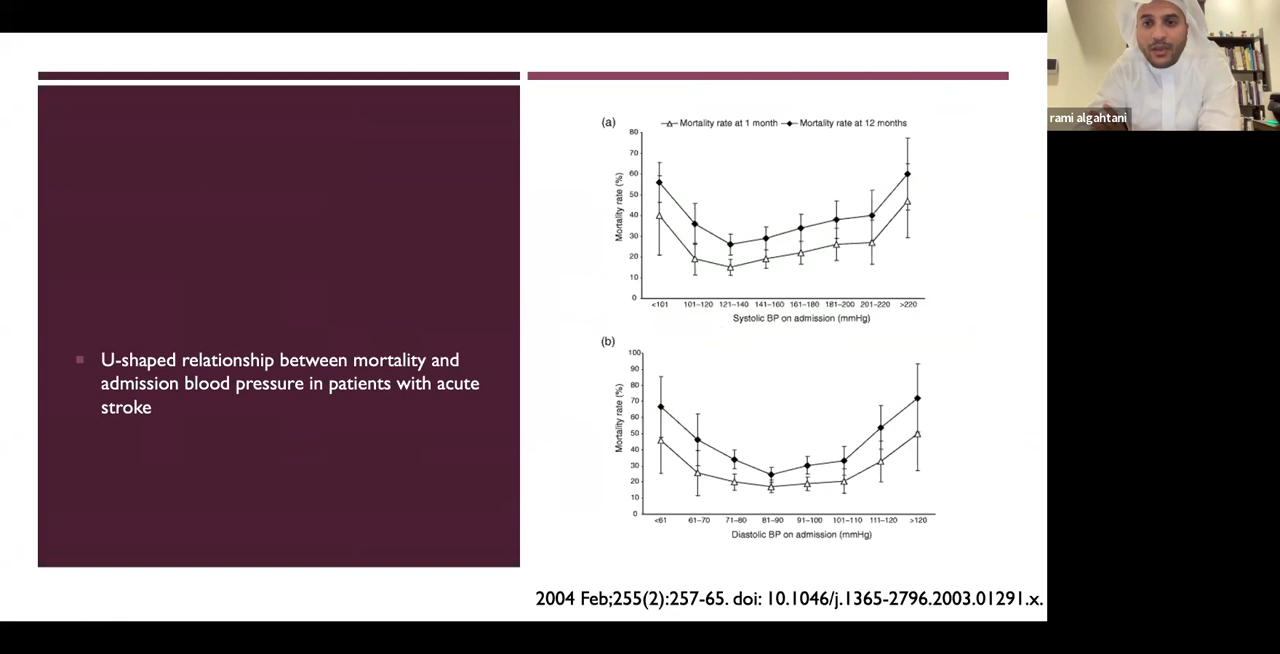 U-shaped relationship between mortality and
admission blood pressure in patients with acute
stroke
(a)
Mortality rate at 1 month Mortality rate at 12 months
Mortality rate (%)
80
70
60
50
40
30
20
10
0
<101 101–120 121–140 141–160 161–180 181–200 201–220 >220
Systolic BP on admission (mmHg)
(b)
Mortality rate (%)
100
90
80
70
60
50
40
30
20
10
0
<61 61–70 71–80 81–90 91–100 101–110 111–120 >120
Diastolic BP on admission (mmHg)
2004 Feb;255(2):257-65. doi: 10.1046/j.1365-2796.2003.01291.x.
rami algahtani